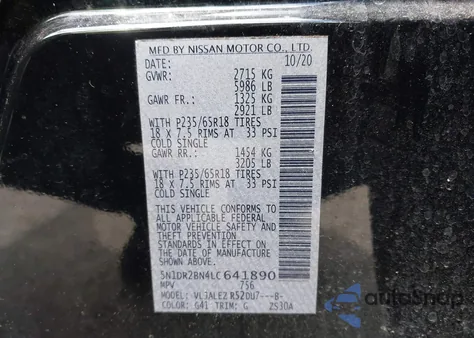 MFD BY NISSAN MOTOR CO., LTD.
DATE: 10/20
GVWR: 2715 KG
5986 LB
GAWR FR.: 1325 KG
2921 LB
WITH P235/65R18 TIRES
18 X 7.5 RIMS AT 33 PSI
COLD SINGLE
GAWR RR.: 1454 KG
3205 LB
WITH P235/65R18 TIRES
18 X 7.5 RIMS AT 33 PSI
COLD SINGLE
THIS VEHICLE CONFORMS TO
ALL APPLICABLE FEDERAL
MOTOR VEHICLE SAFETY
AND THEFT PREVENTION
STANDARDS IN EFFECT ON
THE DATE OF MANUFACTURE
SHOWN ABOVE.
5N1DR2BN4LC641890
MPV 756
MODEL: R52DU7---B-
COLOR: 641 TRIM: G ZS30A
AutoSnap